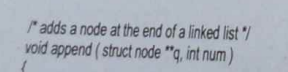 /* adds a node at the end of a linked list */
void append ( struct node **q, int num )
{